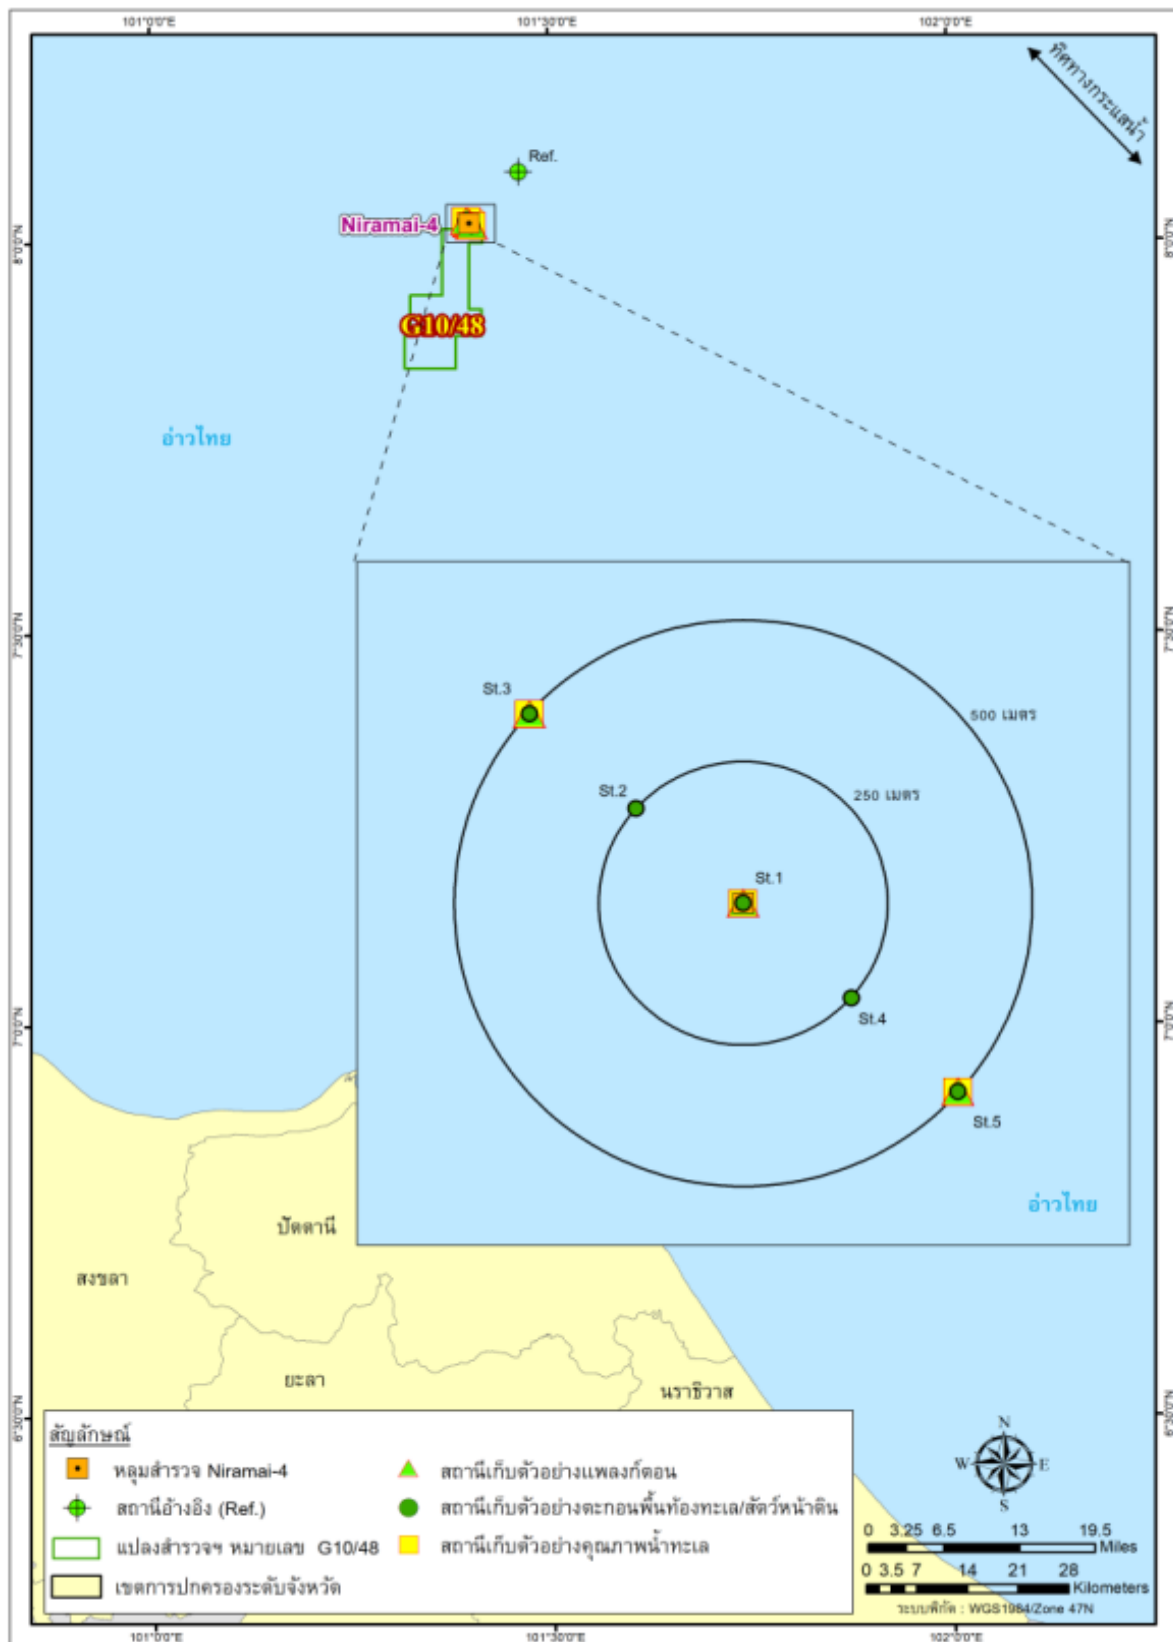 101°0'0"E 101°30'0"E 102°0'0"E
ทิศทางกระแสน้ำ
Ref.
Niramai-4
8°0'0"N 8°0'0"N
G10/48
อ่าวไทย
7°30'0"N 7°30'0"N
St.3
500 เมตร
St.2
250 เมตร
St.1
St.4
7°0'0"N 7°0'0"N
St.5
อ่าวไทย
ปัตตานี
สงขลา
ยะลา
นราธิวาส
6°30'0"N 6°30'0"N
สัญลักษณ์
หลุมสำรวจ Niramai-4
สถานีอ้างอิง (Ref.)
แปลงสำรวจฯ หมายเลข G10/48
เขตการปกครองระดับจังหวัด
สถานีเก็บตัวอย่างแพลงก์ตอน
สถานีเก็บตัวอย่างตะกอนพื้นท้องทะเล/สัตว์หน้าดิน
สถานีเก็บตัวอย่างคุณภาพน้ำทะเล
N
W E
S
0 3.25 6.5 13 19.5
Miles
0 3.5 7 14 21 28
Kilometers
ระบบพิกัด : WGS1984/Zone 47N
101°0'0"E 101°30'0"E 102°0'0"E